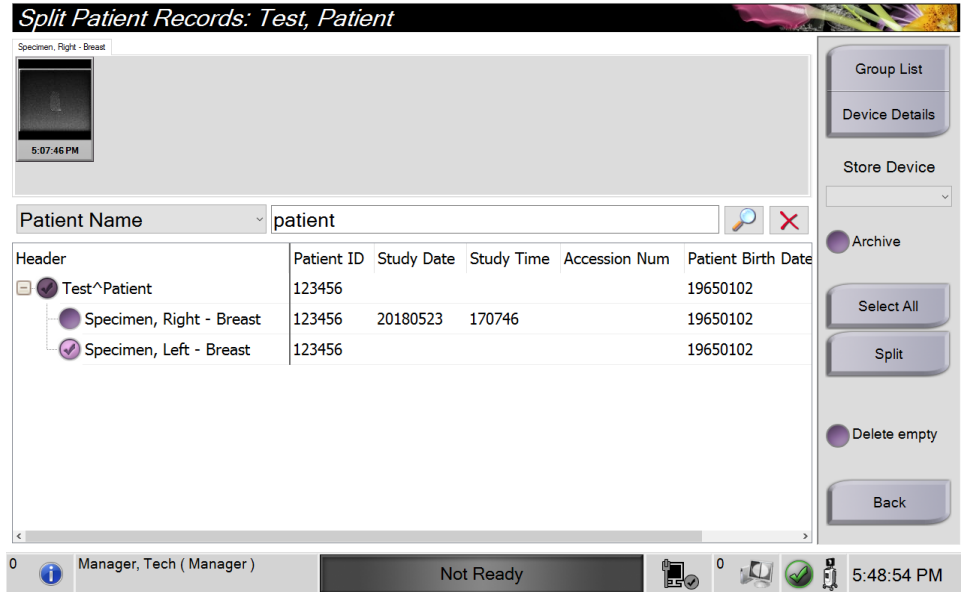 Split Patient Records: Test, Patient
Specimen, Right - Breast
5:07:46 PM
Group List
Device Details
Store Device
Archive
Select All
Split
Delete empty
Back
Patient Name patient
Header Patient ID Study Date Study Time Accession Num Patient Birth Date
Test^Patient 123456 19650102
Specimen, Right - Breast 123456 20180523 170746 19650102
Specimen, Left - Breast 123456 19650102
0 Manager, Tech ( Manager ) Not Ready 0 5:48:54 PM